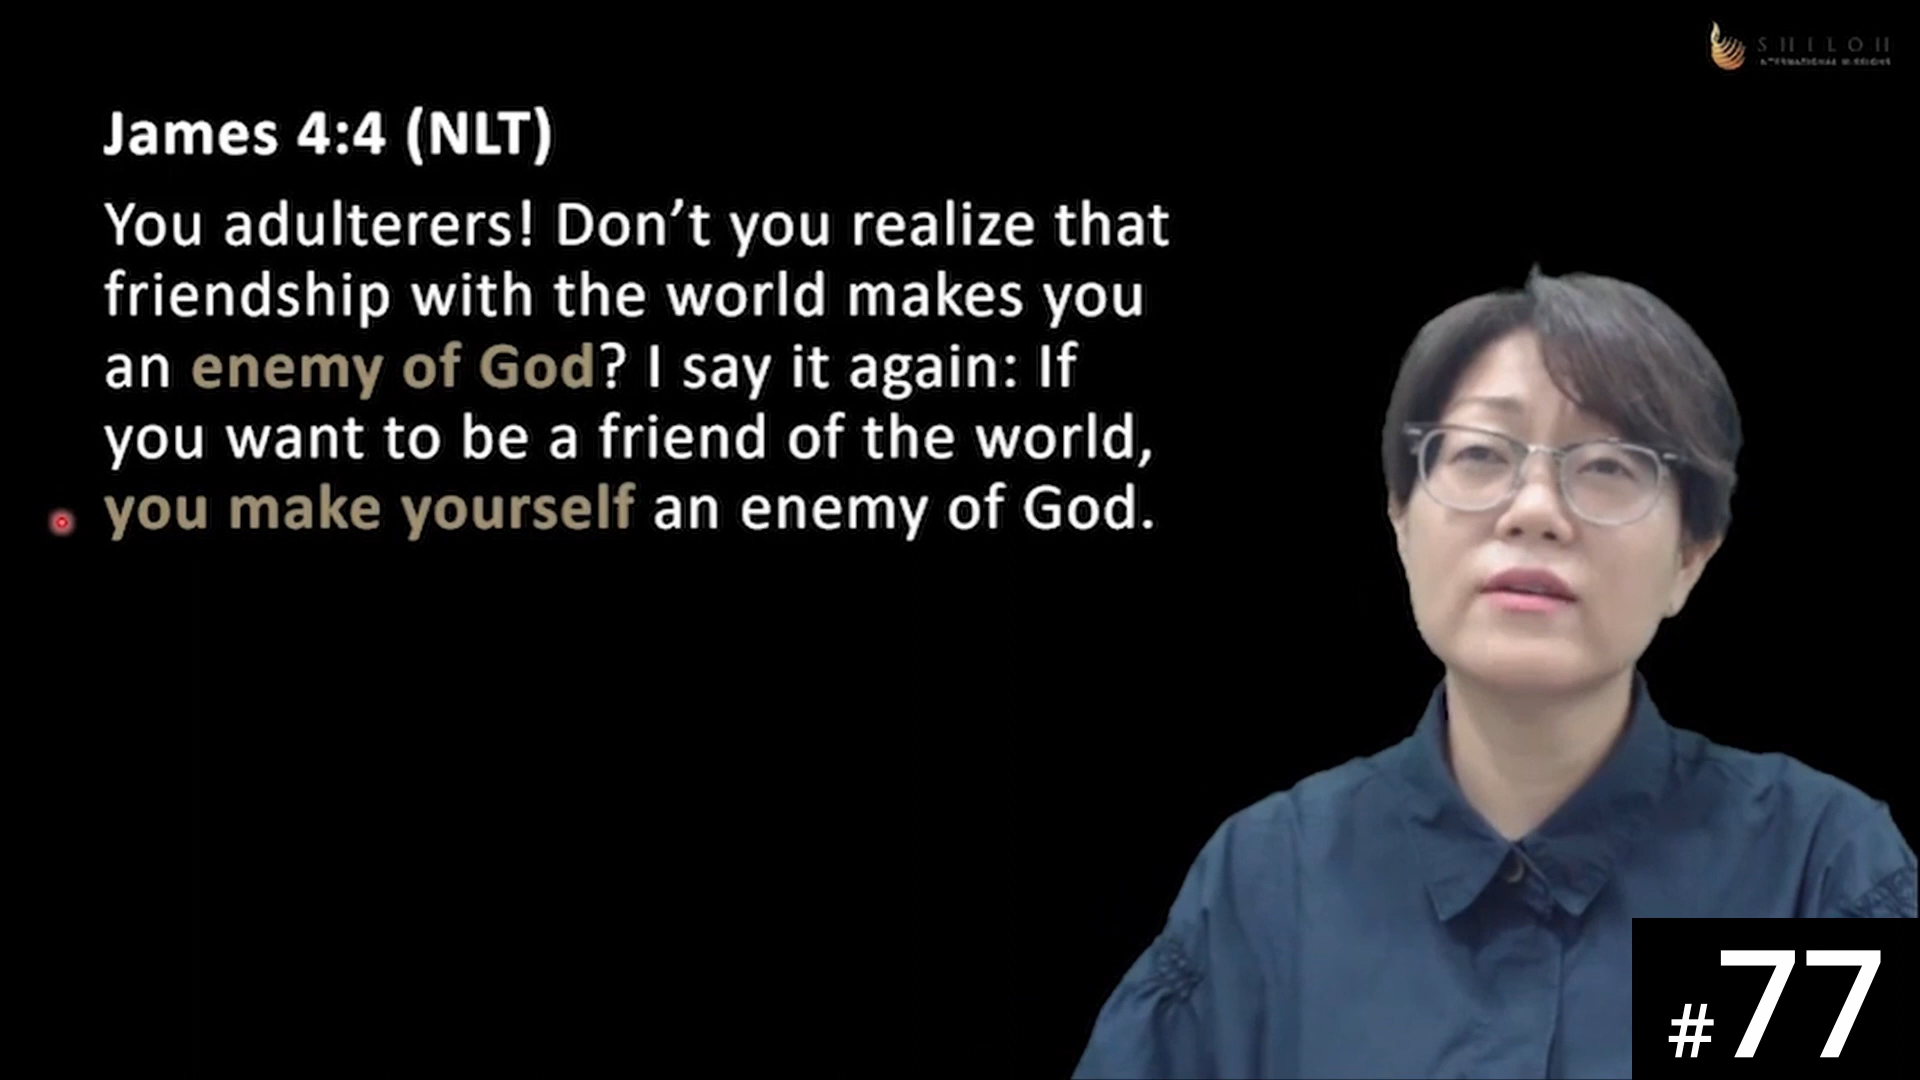 SHILOH
INTERNATIONAL MISSIONS
James 4:4 (NLT)
You adulterers! Don’t you realize that
friendship with the world makes you
an enemy of God? I say it again: If
you want to be a friend of the world,
you make yourself an enemy of God.
#77